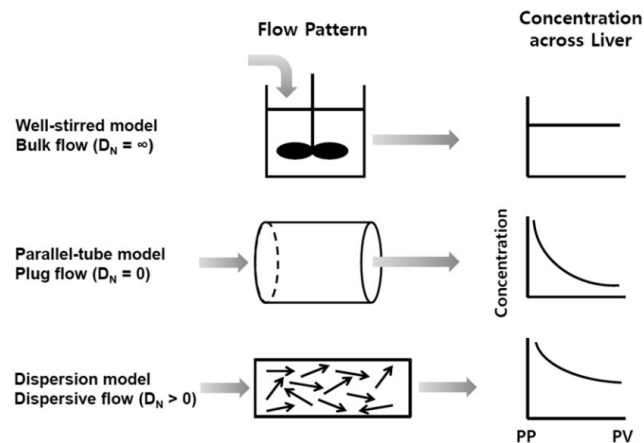 Flow Pattern
Concentration
across Liver
Well-stirred model
Bulk flow (D_N = ∞)
Parallel-tube model
Plug flow (D_N = 0)
Concentration
Dispersion model
Dispersive flow (D_N > 0)
PP PV